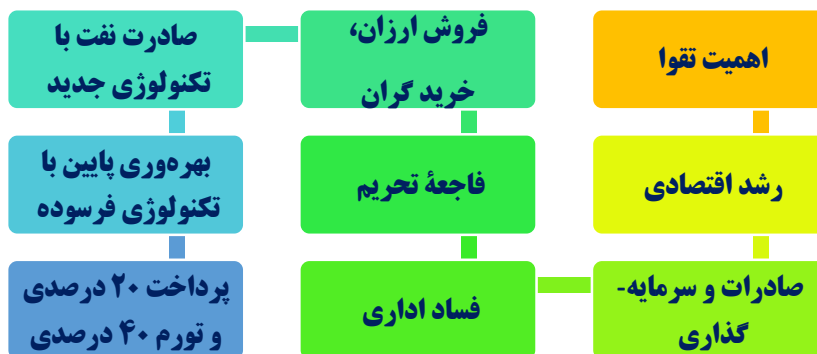 اهمیت تقوا
رشد اقتصادی
صادرات و سرمایه-
گذاری
فساد اداری
فاجعهٔ تحریم
فروش ارزان،
خرید گران
صادرت نفت با
تکنولوژی جدید
بهره‌وری پایین با
تکنولوژی فرسوده
پرداخت ۲۰ درصدی
و تورم ۴۰ درصدی